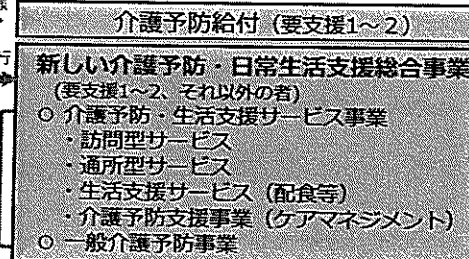 様
介護予防給付（要支援1～2）
行
新しい介護予防・日常生活支援総合事業
(要支援1～2、それ以外の者)
○ 介護予防・生活支援サービス事業
・訪問型サービス
・通所型サービス
・生活支援サービス（配食等）
・介護予防支援事業（ケアマネジメント）
○ 一般介護予防事業